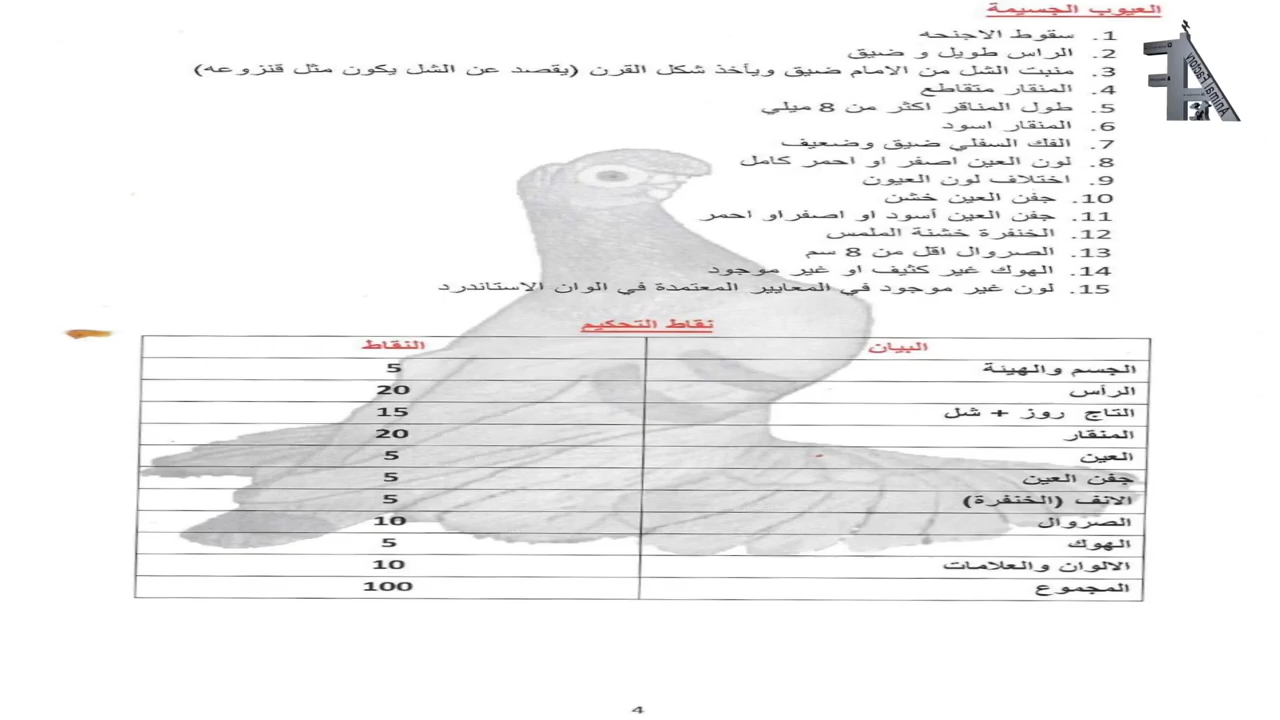 العيوب الجسيمة
1. سقوط الاجنحه
2. الراس طويل و ضيق
3. منبت الشل من الامام ضيق ويأخذ شكل القرن (يقصد عن الشل يكون مثل قنزوعه)
4. المنقار متقاطع
5. طول المناقر اكثر من 8 ميلي
6. المنقار اسود
7. الفك السفلي ضيق وضعيف
8. لون العين اصفر او احمر كامل
9. اختلاف لون العيون
10. جفن العين خشن
11. جفن العين أسود او اصفراو احمر
12. الخنفرة خشنة الملمس
13. الصروال اقل من 8 سم
14. الهوك غير كثيف او غير موجود
15. لون غير موجود في المعايير المعتمدة في الوان الاستاندرد
Animal Faction
نقاط التحكيم
البيان النقاط
الجسم والهيئة 5
الرأس 20
التاج روز + شل 15
المنقار 20
العين 5
جفن العين 5
الانف (الخنفرة) 5
الصروال 10
الهوك 5
الالوان والعلامات 10
المجموع 100
4